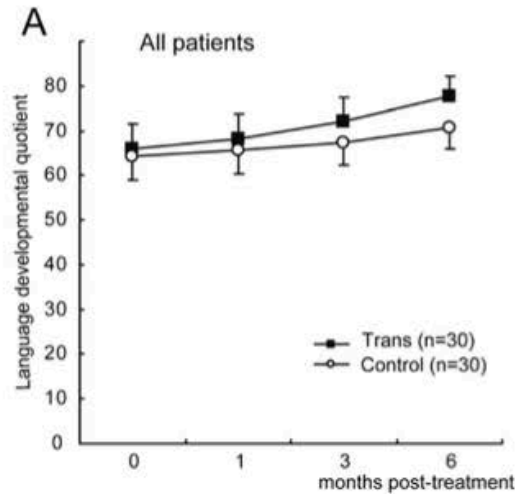 A
All patients
Language developmental quotient
80
70
60
50
40
30
20
10
0
Trans (n=30)
Control (n=30)
0 1 3 6
months post-treatment